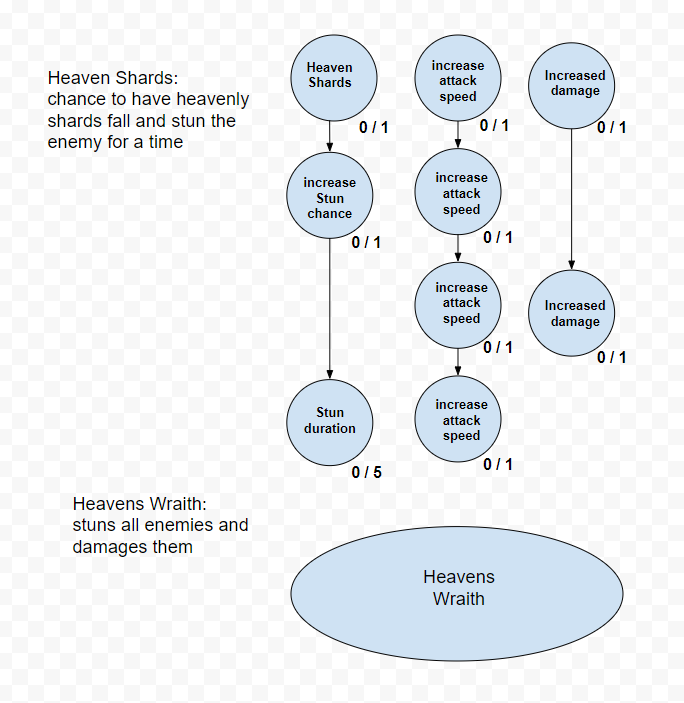 Heaven Shards:
chance to have heavenly
shards fall and stun the
enemy for a time
Heaven
Shards
0 / 1
increase
attack
speed
0 / 1
Increased
damage
0 / 1
increase
Stun
chance
0 / 1
increase
attack
speed
0 / 1
increase
attack
speed
0 / 1
Increased
damage
0 / 1
Stun
duration
0 / 5
increase
attack
speed
0 / 1
Heavens Wraith:
stuns all enemies and
damages them
Heavens
Wraith